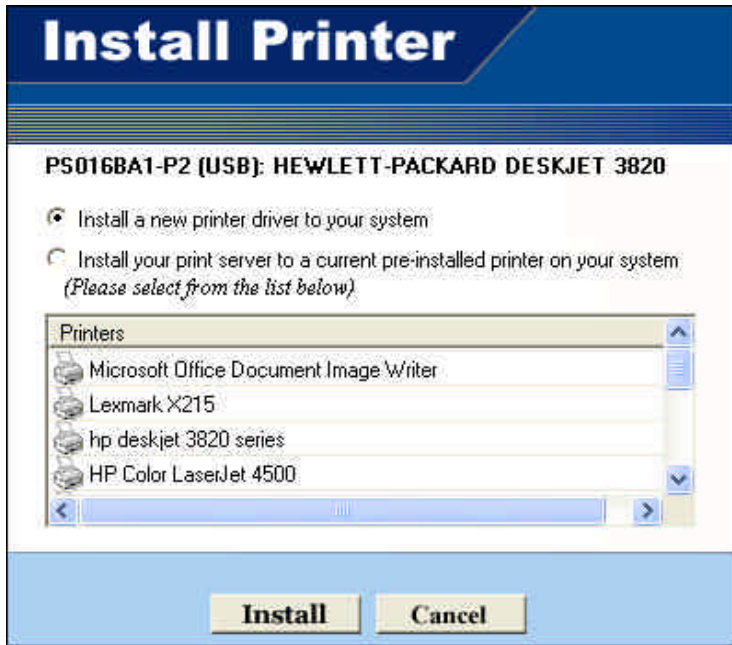 Install Printer
PS016BA1-P2 (USB): HEWLETT-PACKARD DESKJET 3820
Install a new printer driver to your system
Install your print server to a current pre-installed printer on your system
(Please select from the list below)
Printers
Microsoft Office Document Image Writer
Lexmark X215
hp deskjet 3820 series
HP Color LaserJet 4500
Install
Cancel